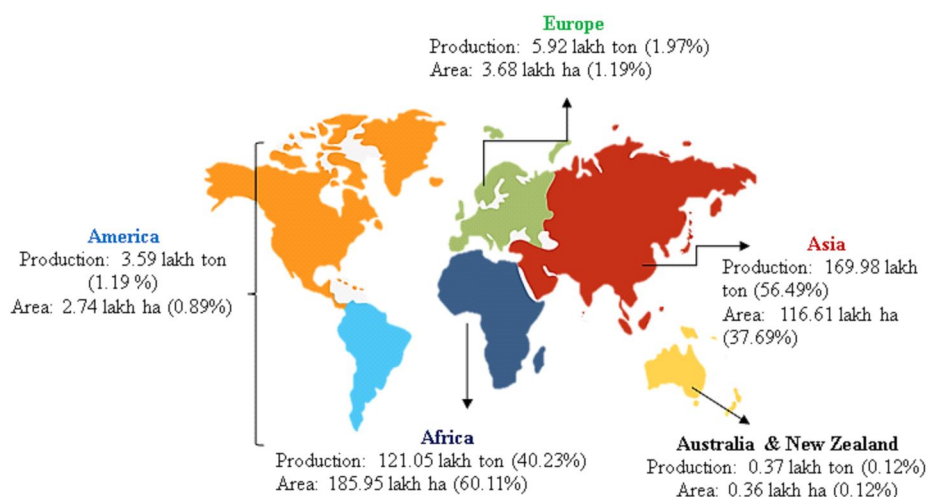 Europe
Production: 5.92 lakh ton (1.97%)
Area: 3.68 lakh ha (1.19%)
America
Production: 3.59 lakh ton
(1.19 %)
Area: 2.74 lakh ha (0.89%)
Asia
Production: 169.98 lakh
ton (56.49%)
Area: 116.61 lakh ha
(37.69%)
Africa
Production: 121.05 lakh ton (40.23%)
Area: 185.95 lakh ha (60.11%)
Australia & New Zealand
Production: 0.37 lakh ton (0.12%)
Area: 0.36 lakh ha (0.12%)